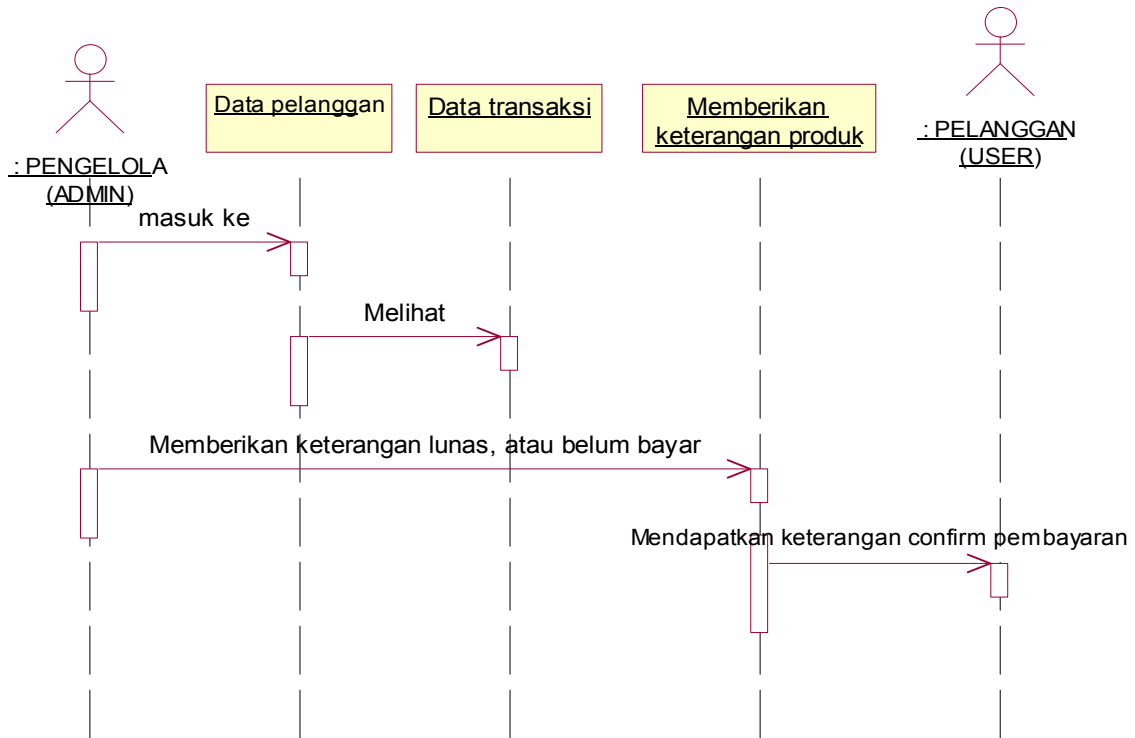 Data pelanggan
Data transaksi
Memberikan
keterangan produk
: PELANGGAN
(USER)
: PENGELOLA
(ADMIN)
masuk ke
Melihat
Memberikan keterangan lunas, atau belum bayar
Mendapatkan keterangan confirm pembayaran